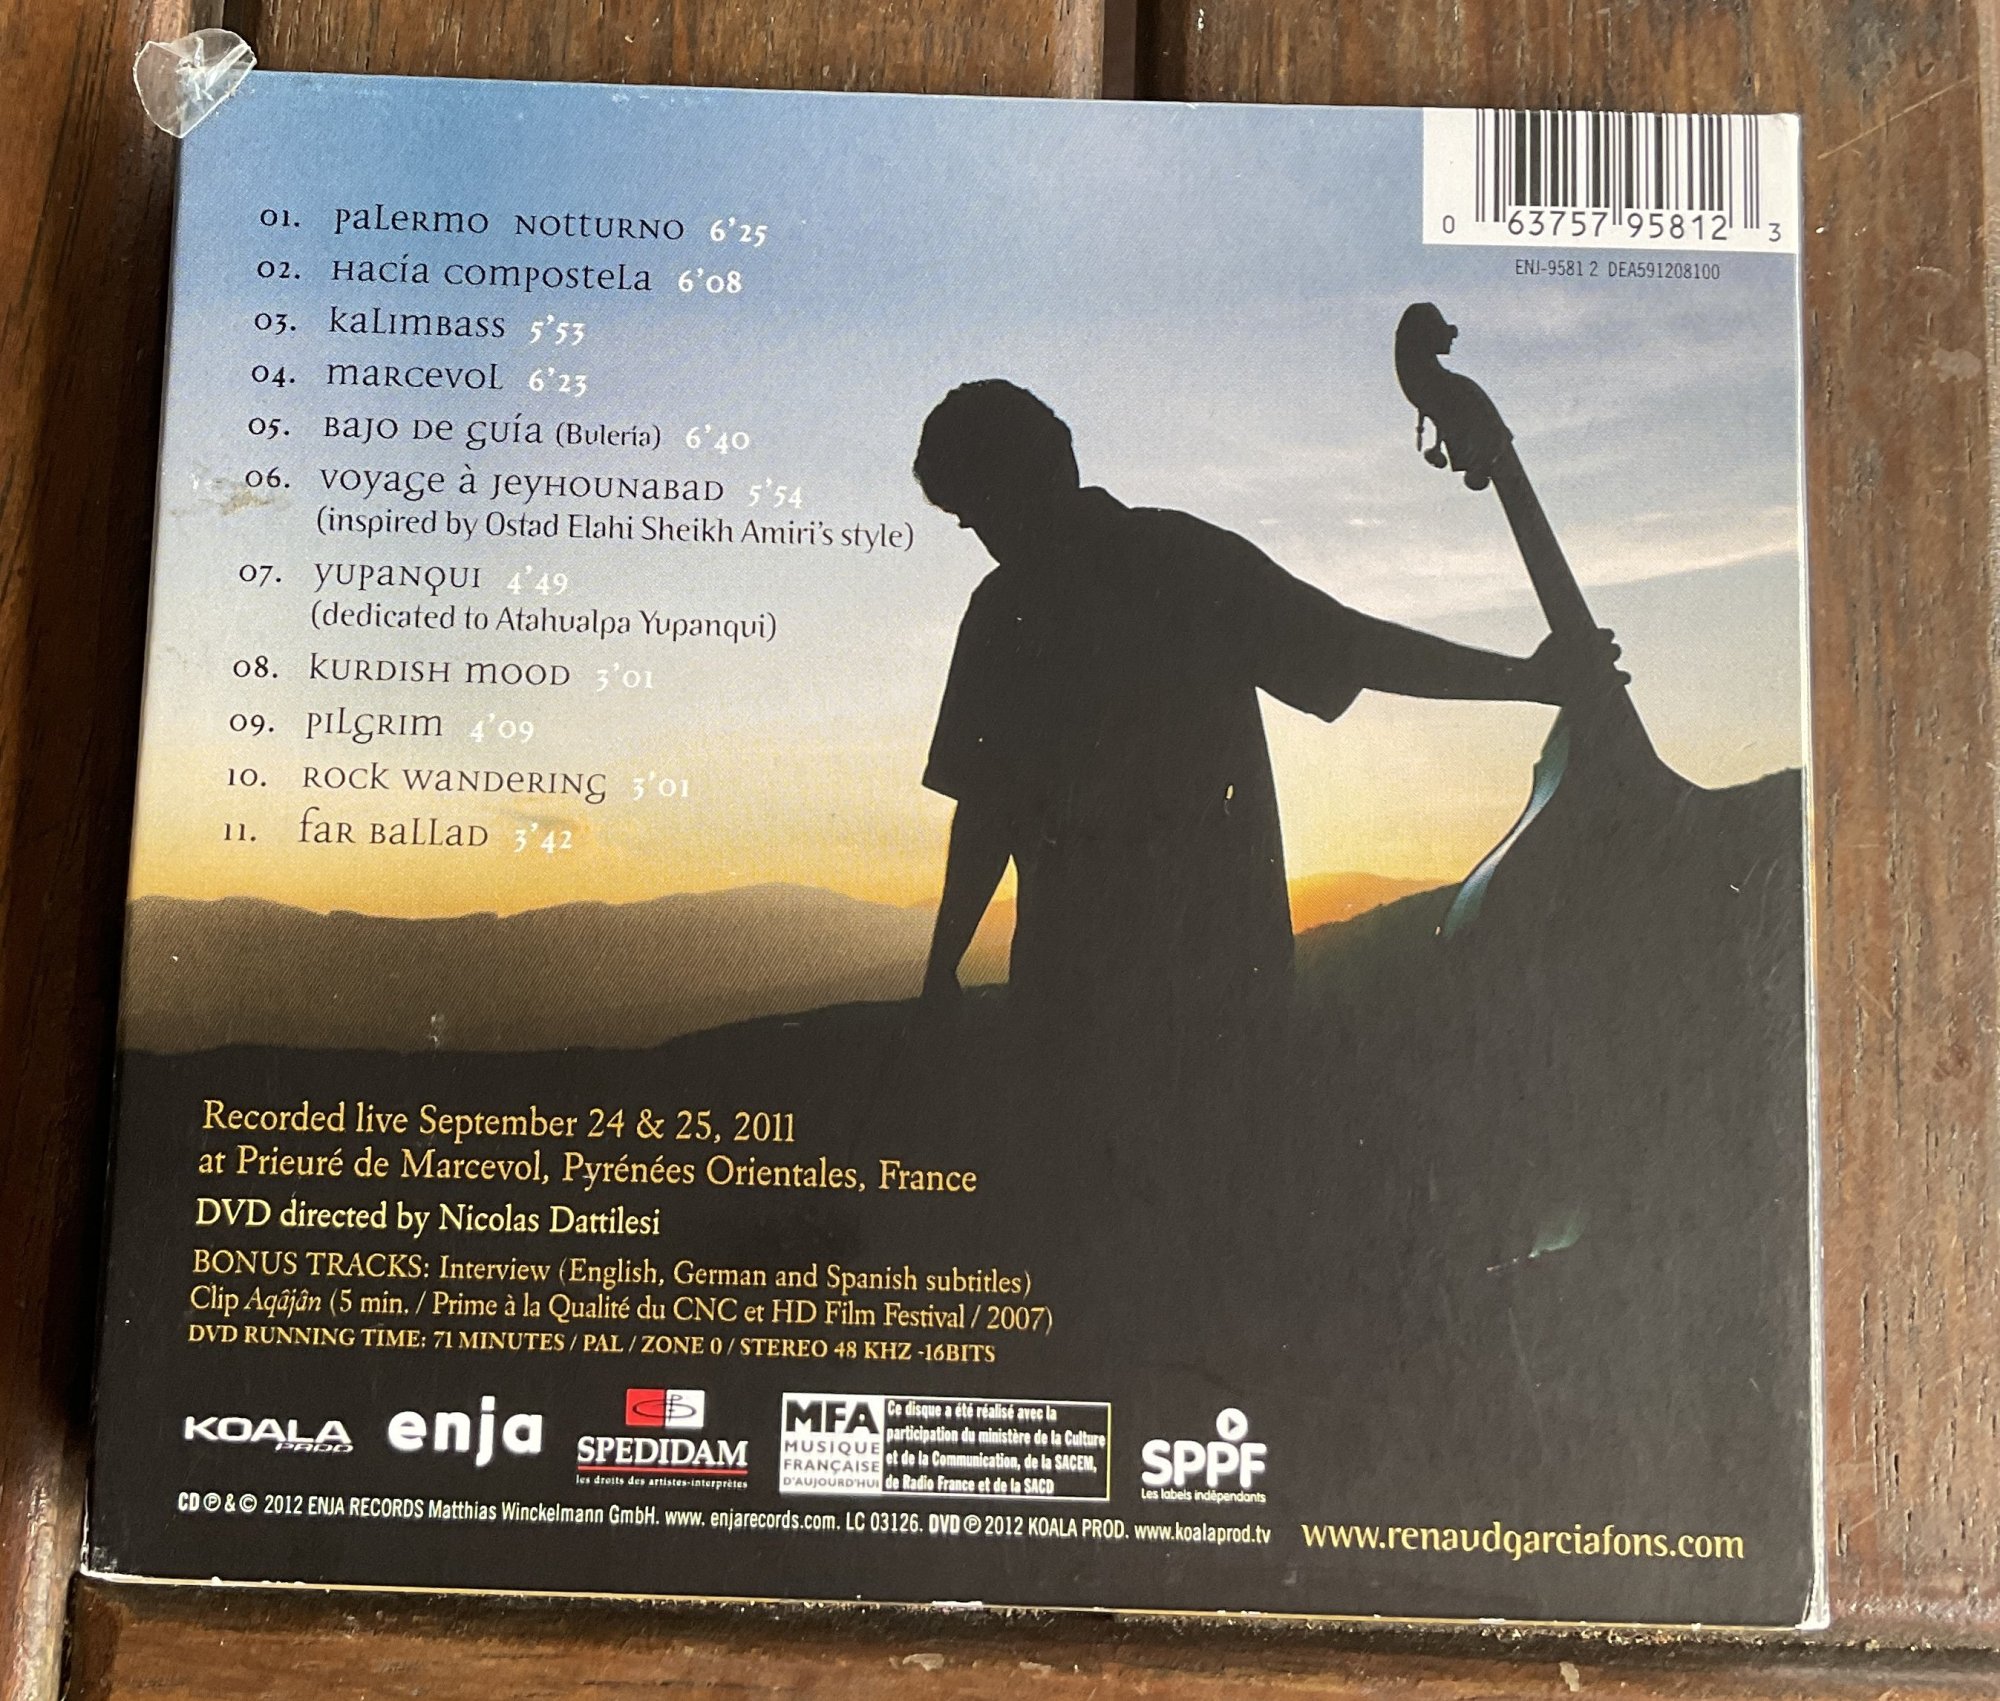 0 63757 95812 3
ENJ-9581 2 DEA591208100
01. Palermo Notturno 6'25
02. Hacía Compostela 6'08
03. Kalimbass 5'53
04. Marcevol 6'23
05. Bajo de Guía (Bulería) 6'40
06. Voyage à Jeyhounabad 5'54
(inspired by Ostad Elahi Sheikh Amiri's style)
07. Yupanqui 4'49
(dedicated to Atahualpa Yupanqui)
08. Kurdish Mood 3'01
09. Pilgrim 4'09
10. Rock Wandering 3'01
11. Far Ballad 3'42
Recorded live September 24 & 25, 2011
at Prieuré de Marcevol, Pyrénées Orientales, France
DVD directed by Nicolas Dattilesi
BONUS TRACKS: Interview (English, German and Spanish subtitles)
Clip Aqâjân (5 min. / Prime à la Qualité du CNC et HD Film Festival / 2007)
DVD RUNNING TIME: 71 MINUTES / PAL / ZONE 0 / STEREO 48 KHZ -16BITS
KOALA
PROD
enja
SPEDIDAM
les droits des artistes-interprètes
MFA
MUSIQUE
FRANÇAISE
D'AUJOURD'HUI
Ce disque a été réalisé avec la
participation du ministère de la Culture
et de la Communication, de la SACEM,
de Radio France et de la SACD
SPPF
Les labels indépendants
CD ℗ & © 2012 ENJA RECORDS Matthias Winckelmann GmbH. www. enjarecords.com. LC 03126. DVD ℗ 2012 KOALA PROD. www.koalaprod.tv
www.renaudgarciafons.com